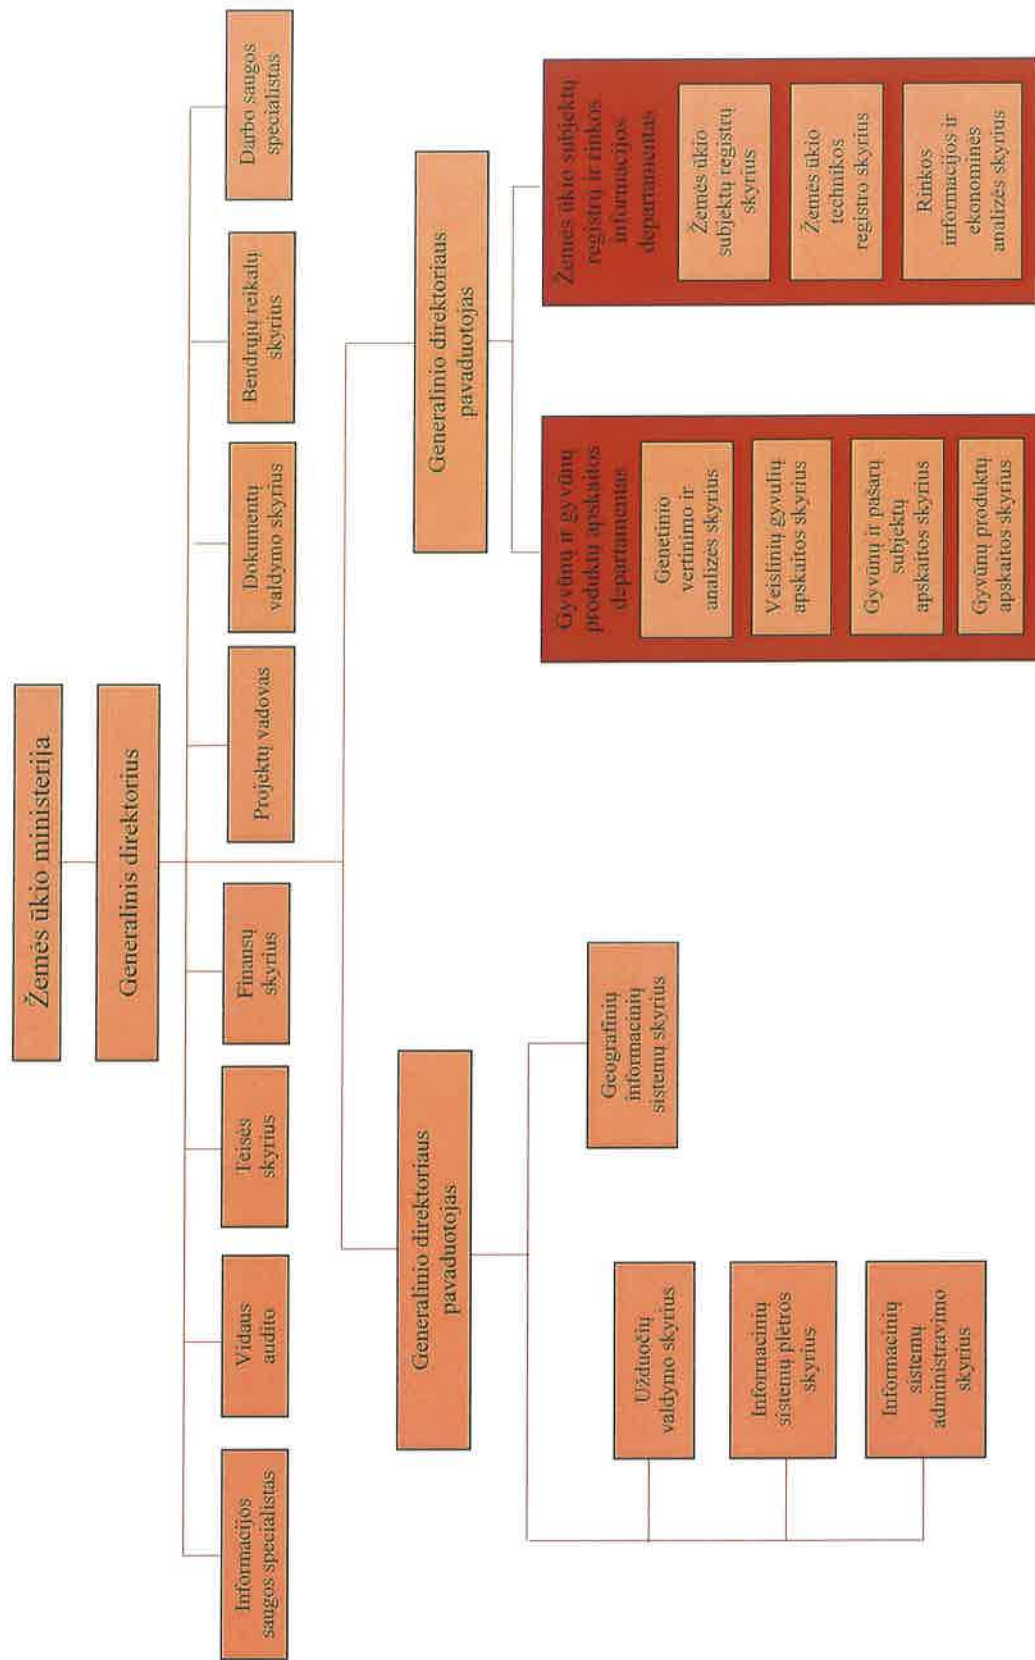 Žemės ūkio ministerija
Generalinis direktorius
Informacijos
saugos specialistas
Vidaus
audito
Teisės
skyrius
Finansų
skyrius
Projektų vadovas
Dokumentų
valdymo skyrius
Bendrųjų reikalų
skyrius
Darbo saugos
specialistas
Generalinio direktoriaus
pavaduotojas
Užduočių
valdymo skyrius
Informacinių
sistemų plėtros
skyrius
Informacinių
sistemų
administravimo
skyrius
Geografinių
informacinių
sistemų skyrius
Generalinio direktoriaus
pavaduotojas
Gyvūnų ir gyvūnų
produktų apskaitos
departamentas
Genetinio
vertinimo ir
analizės skyrius
Veislinių gyvulių
apskaitos skyrius
Gyvūnų ir pašarų
subjektų
apskaitos skyrius
Gyvūnų produktų
apskaitos skyrius
Žemės ūkio subjektų
registrų ir rinkos
informacijos
departamentas
Žemės ūkio
subjektų registrų
skyrius
Žemės ūkio
technikos
registro skyrius
Rinkos
informacijos ir
ekonominės
analizės skyrius